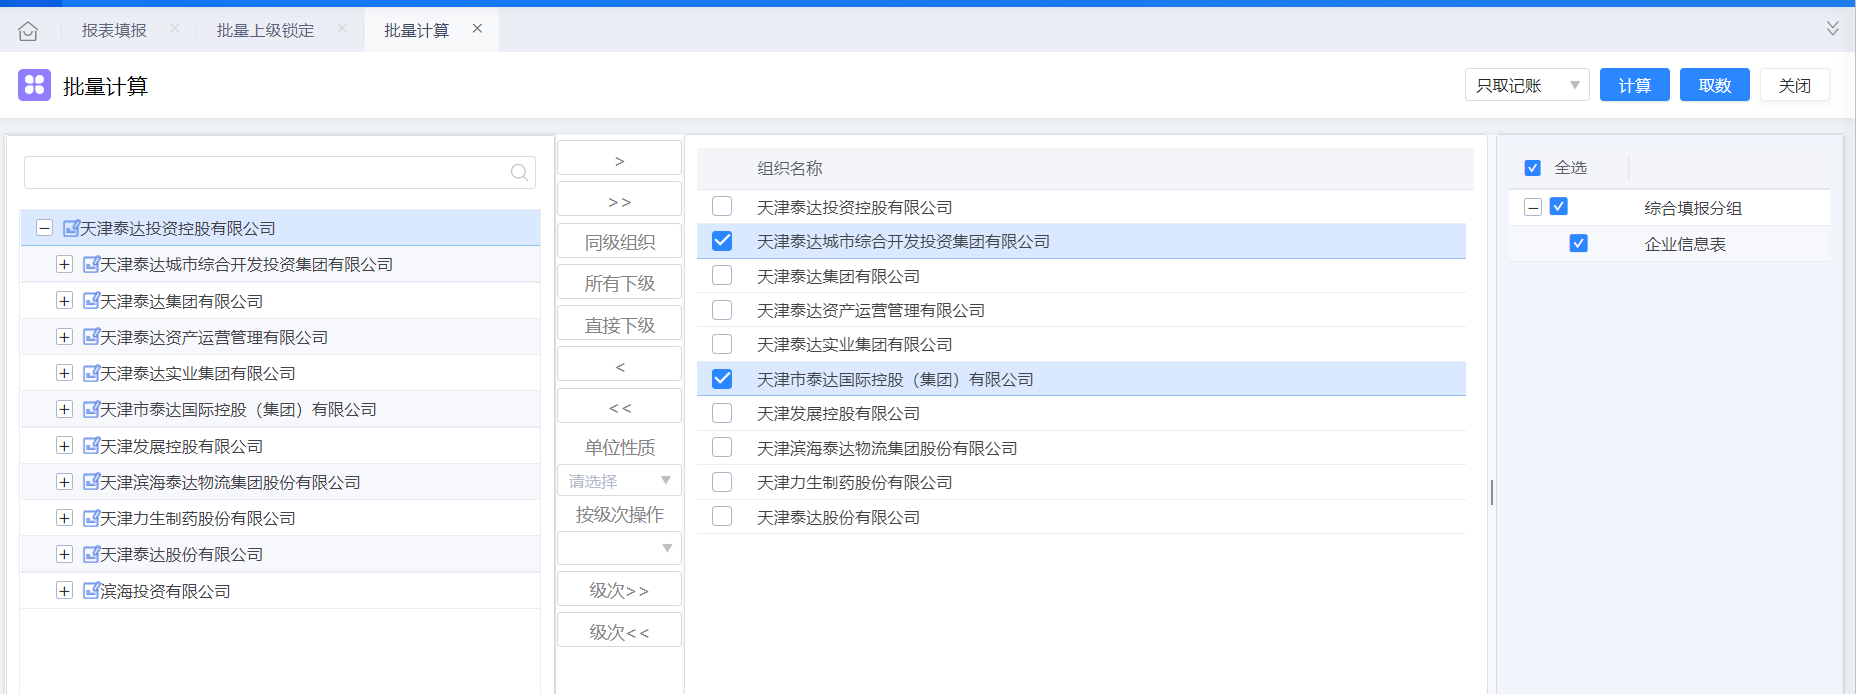 报表填报 × 批量上级锁定 × 批量计算 ×
批量计算
只取记账 计算 取数 关闭
天津泰达投资控股有限公司
天津泰达城市综合开发投资集团有限公司
天津泰达集团有限公司
天津泰达资产运营管理有限公司
天津泰达实业集团有限公司
天津市泰达国际控股（集团）有限公司
天津发展控股有限公司
天津滨海泰达物流集团股份有限公司
天津力生制药股份有限公司
天津泰达股份有限公司
滨海投资有限公司
>
>>
同级组织
所有下级
直接下级
<
<<
单位性质
请选择
按级次操作
级次>>
级次<<
组织名称
天津泰达投资控股有限公司
天津泰达城市综合开发投资集团有限公司
天津泰达集团有限公司
天津泰达资产运营管理有限公司
天津泰达实业集团有限公司
天津市泰达国际控股（集团）有限公司
天津发展控股有限公司
天津滨海泰达物流集团股份有限公司
天津力生制药股份有限公司
天津泰达股份有限公司
全选
综合填报分组
企业信息表